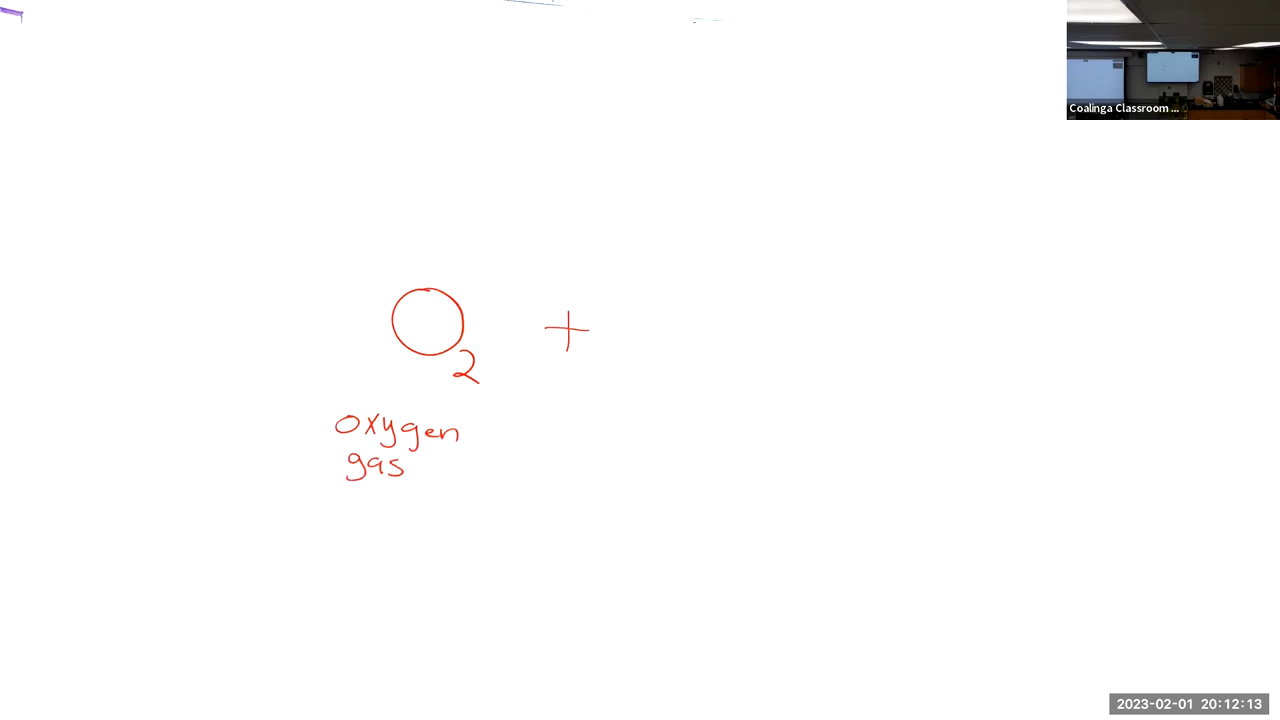 Coalinga Classroom ...
O2 +
oxygen
gas
2023-02-01 20:12:13